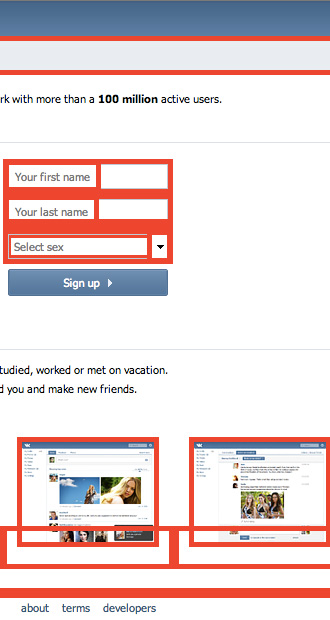 rk with more than a 100 million active users.
Your first name
Your last name
Select sex
Sign up
tudied, worked or met on vacation.
d you and make new friends.
about terms developers